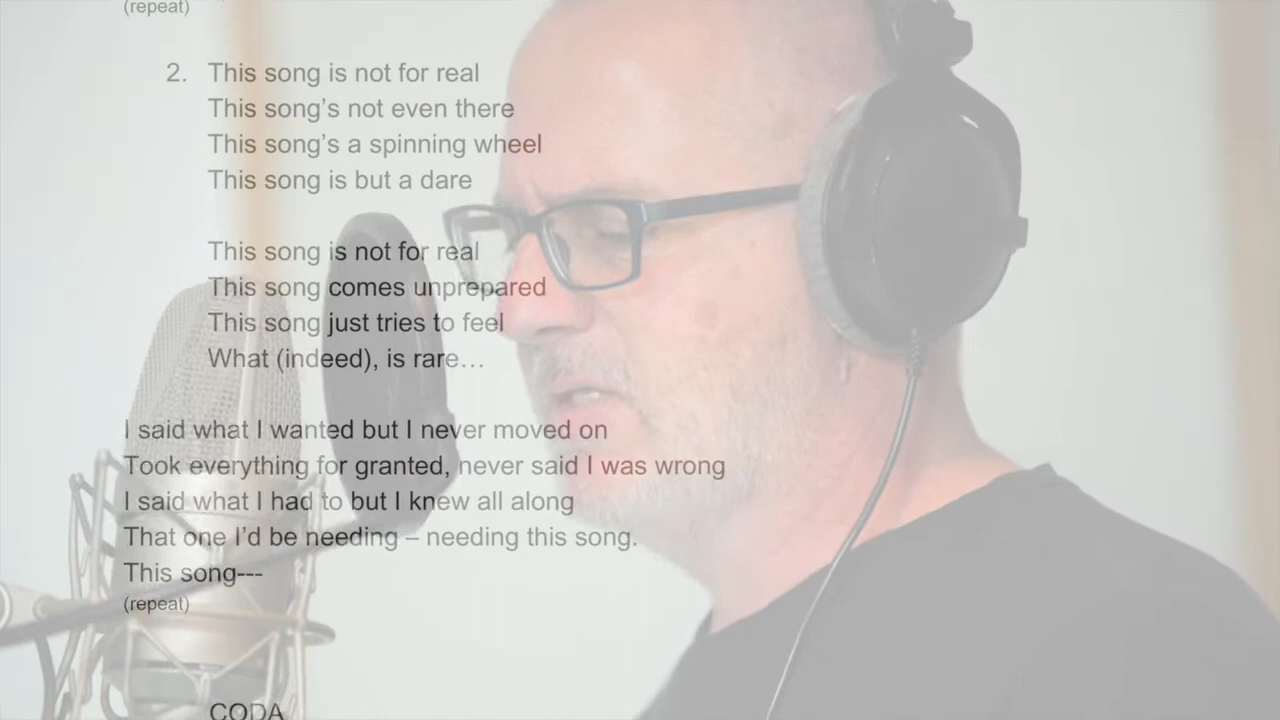 (repeat)
2. This song is not for real
This song’s not even there
This song’s a spinning wheel
This song is but a dare
This song is not for real
This song comes unprepared
This song just tries to feel
What (indeed), is rare…
I said what I wanted but I never moved on
Took everything for granted, never said I was wrong
I said what I had to but I knew all along
That one I’d be needing – needing this song.
This song---
(repeat)
CODA